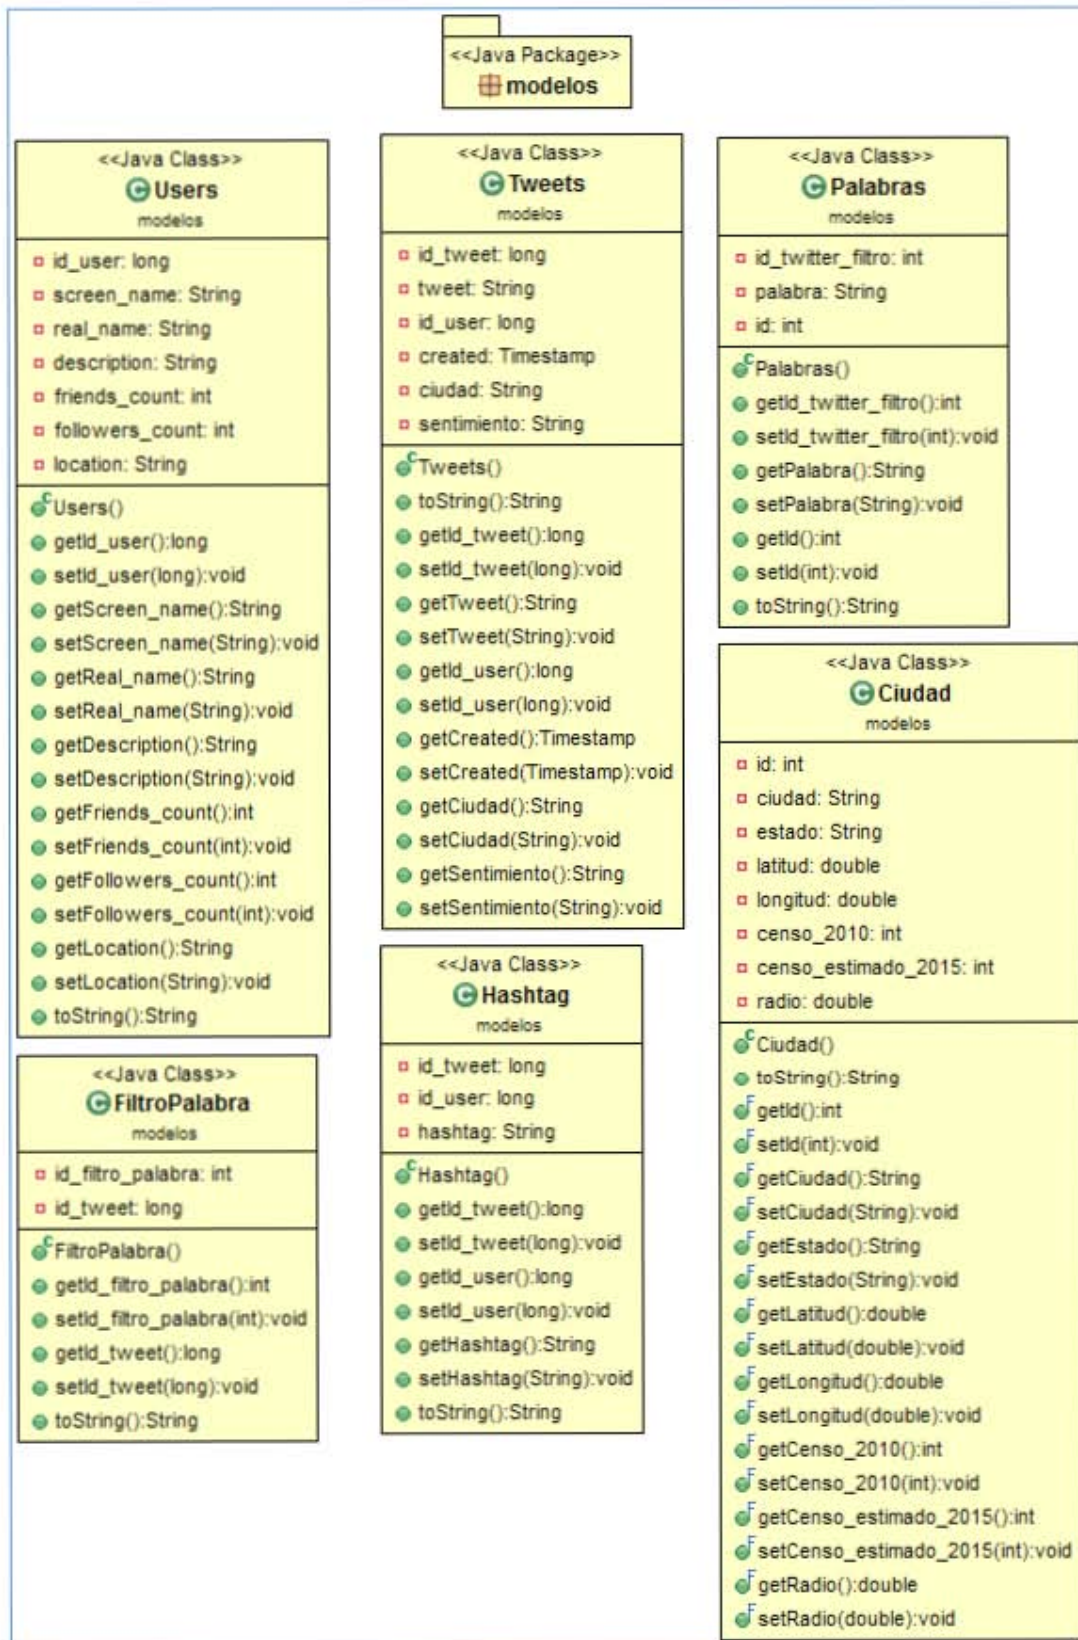 <<Java Package>>
modelos
<<Java Class>>
Users
modelos
id_user: long
screen_name: String
real_name: String
description: String
friends_count: int
followers_count: int
location: String
Users()
getId_user():long
setId_user(long):void
getScreen_name():String
setScreen_name(String):void
getReal_name():String
setReal_name(String):void
getDescription():String
setDescription(String):void
getFriends_count():int
setFriends_count(int):void
getFollowers_count():int
setFollowers_count(int):void
getLocation():String
setLocation(String):void
toString():String
<<Java Class>>
FiltroPalabra
modelos
id_filtro_palabra: int
id_tweet: long
FiltroPalabra()
getId_filtro_palabra():int
setId_filtro_palabra(int):void
getId_tweet():long
setId_tweet(long):void
toString():String
<<Java Class>>
Tweets
modelos
id_tweet: long
tweet: String
id_user: long
created: Timestamp
ciudad: String
sentimiento: String
Tweets()
toString():String
getId_tweet():long
setId_tweet(long):void
getTweet():String
setTweet(String):void
getId_user():long
setId_user(long):void
getCreated():Timestamp
setCreated(Timestamp):void
getCiudad():String
setCiudad(String):void
getSentimiento():String
setSentimiento(String):void
<<Java Class>>
Hashtag
modelos
id_tweet: long
id_user: long
hashtag: String
Hashtag()
getId_tweet():long
setId_tweet(long):void
getId_user():long
setId_user(long):void
getHashtag():String
setHashtag(String):void
toString():String
<<Java Class>>
Palabras
modelos
id_twitter_filtro: int
palabra: String
id: int
Palabras()
getId_twitter_filtro():int
setId_twitter_filtro(int):void
getPalabra():String
setPalabra(String):void
getId():int
setId(int):void
toString():String
<<Java Class>>
Ciudad
modelos
id: int
ciudad: String
estado: String
latitud: double
longitud: double
censo_2010: int
censo_estimado_2015: int
radio: double
Ciudad()
toString():String
getId():int
setId(int):void
getCiudad():String
setCiudad(String):void
getEstado():String
setEstado(String):void
getLatitud():double
setLatitud(double):void
getLongitud():double
setLongitud(double):void
getCenso_2010():int
setCenso_2010(int):void
getCenso_estimado_2015():int
setCenso_estimado_2015(int):void
getRadio():double
setRadio(double):void